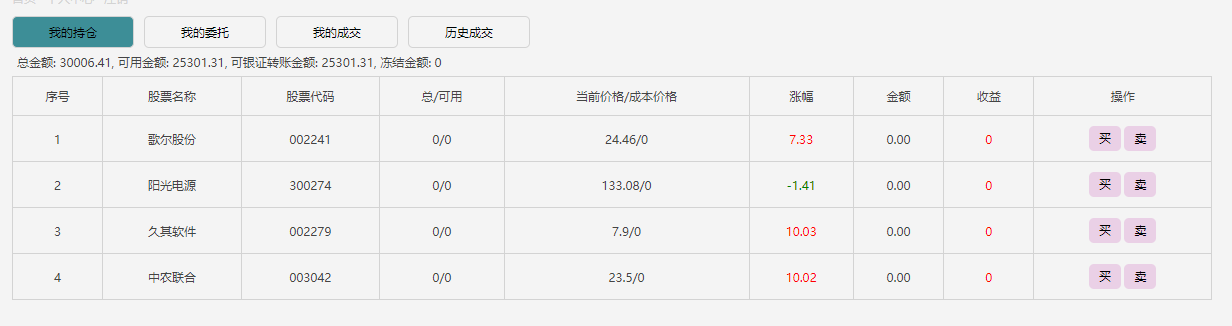 我的持仓 我的委托 我的成交 历史成交
总金额: 30006.41, 可用金额: 25301.31, 可银证转账金额: 25301.31, 冻结金额: 0
序号 股票名称 股票代码 总/可用 当前价格/成本价格 涨幅 金额 收益 操作
1 歌尔股份 002241 0/0 24.46/0 7.33 0.00 0 买 卖
2 阳光电源 300274 0/0 133.08/0 -1.41 0.00 0 买 卖
3 久其软件 002279 0/0 7.9/0 10.03 0.00 0 买 卖
4 中农联合 003042 0/0 23.5/0 10.02 0.00 0 买 卖